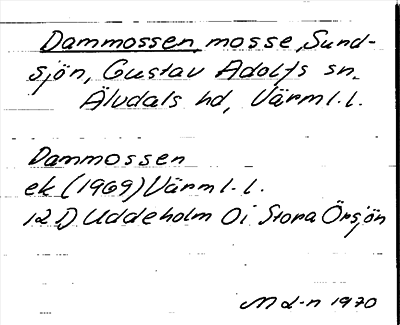 Dammossen, mosse, Sund-
sjön, Gustav Adolfs sn.
Älvdals hd, Värml. l.
Dammossen
ek (1969) Värml. l.
12 D Uddeholm 0i Stora Örsjön
M d-n 1970